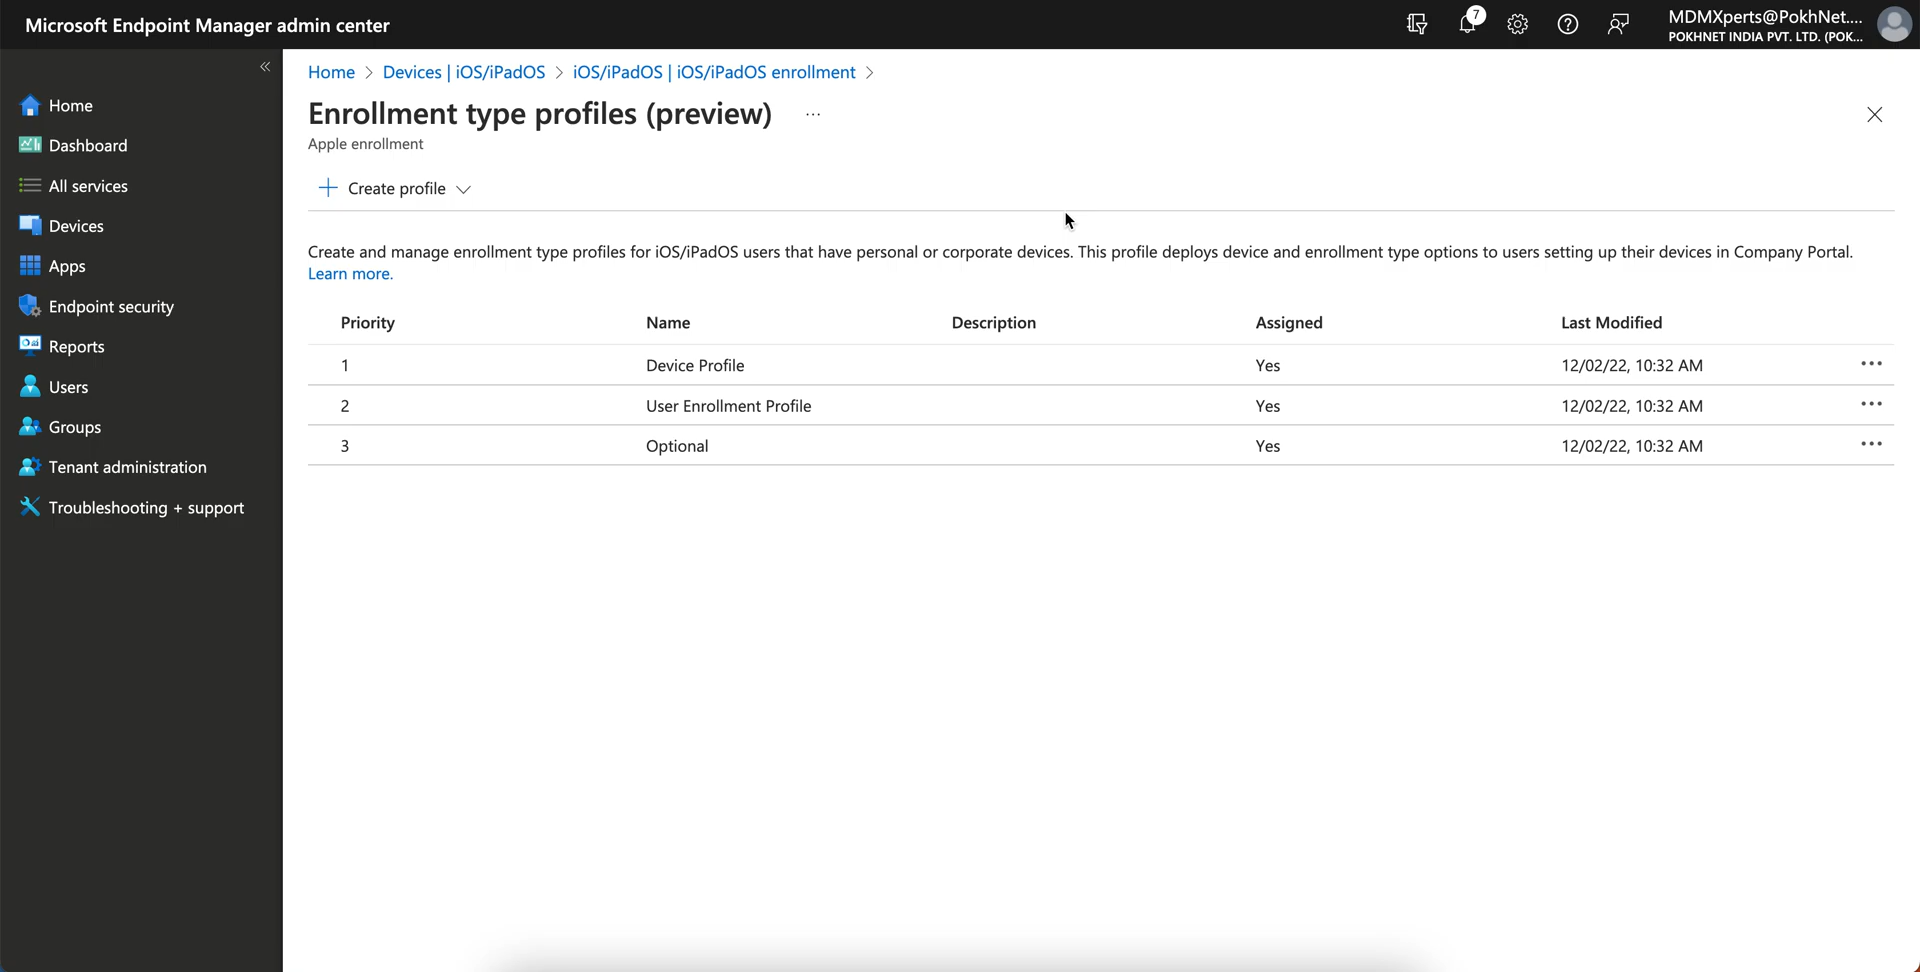 Microsoft Endpoint Manager admin center
7
MDMXperts@PokhNet....
POKHNET INDIA PVT. LTD. (POK...
«
Home
Dashboard
All services
Devices
Apps
Endpoint security
Reports
Users
Groups
Tenant administration
Troubleshooting + support
Home > Devices | iOS/iPadOS > iOS/iPadOS | iOS/iPadOS enrollment >
Enrollment type profiles (preview) ...
Apple enrollment
+ Create profile
Create and manage enrollment type profiles for iOS/iPadOS users that have personal or corporate devices. This profile deploys device and enrollment type options to users setting up their devices in Company Portal.
Learn more.
Priority Name Description Assigned Last Modified
1 Device Profile Yes 12/02/22, 10:32 AM ...
2 User Enrollment Profile Yes 12/02/22, 10:32 AM ...
3 Optional Yes 12/02/22, 10:32 AM ...